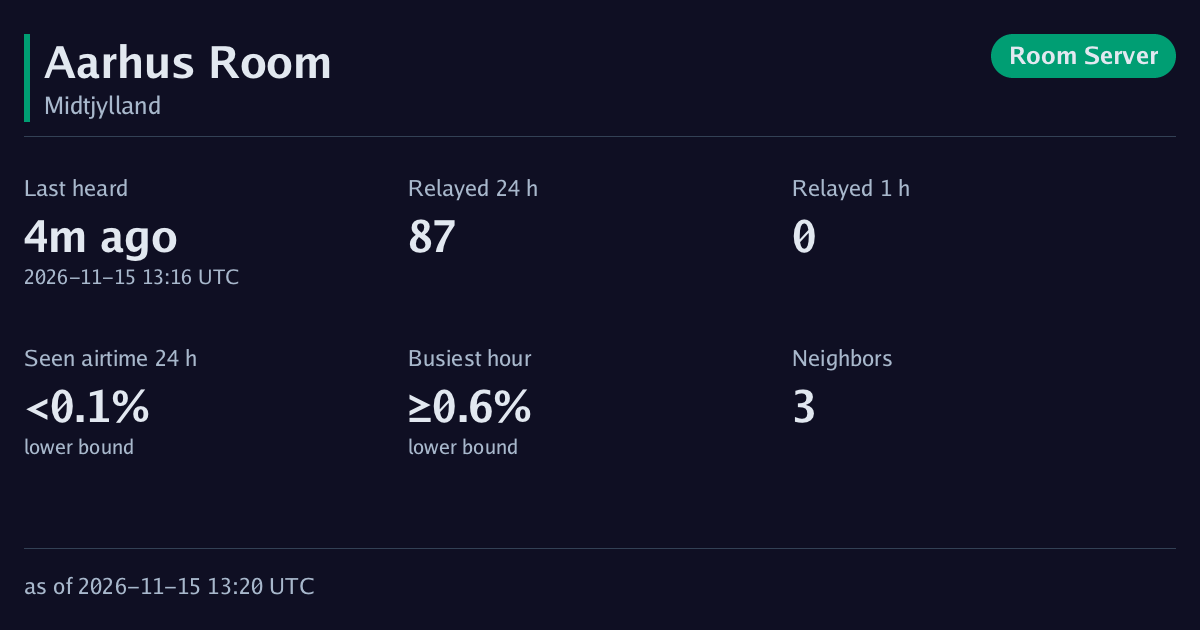 Aarhus Room
Room Server
Midtjylland
Last heard
Relayed 24 h
Relayed 1 h
4m ago
87
0
2026-11-15 13:16 UTC
Seen airtime 24 h
Busiest hour
Neighbors
<0.1%
≥0.6%
3
lower bound
lower bound
as of 2026-11-15 13:20 UTC